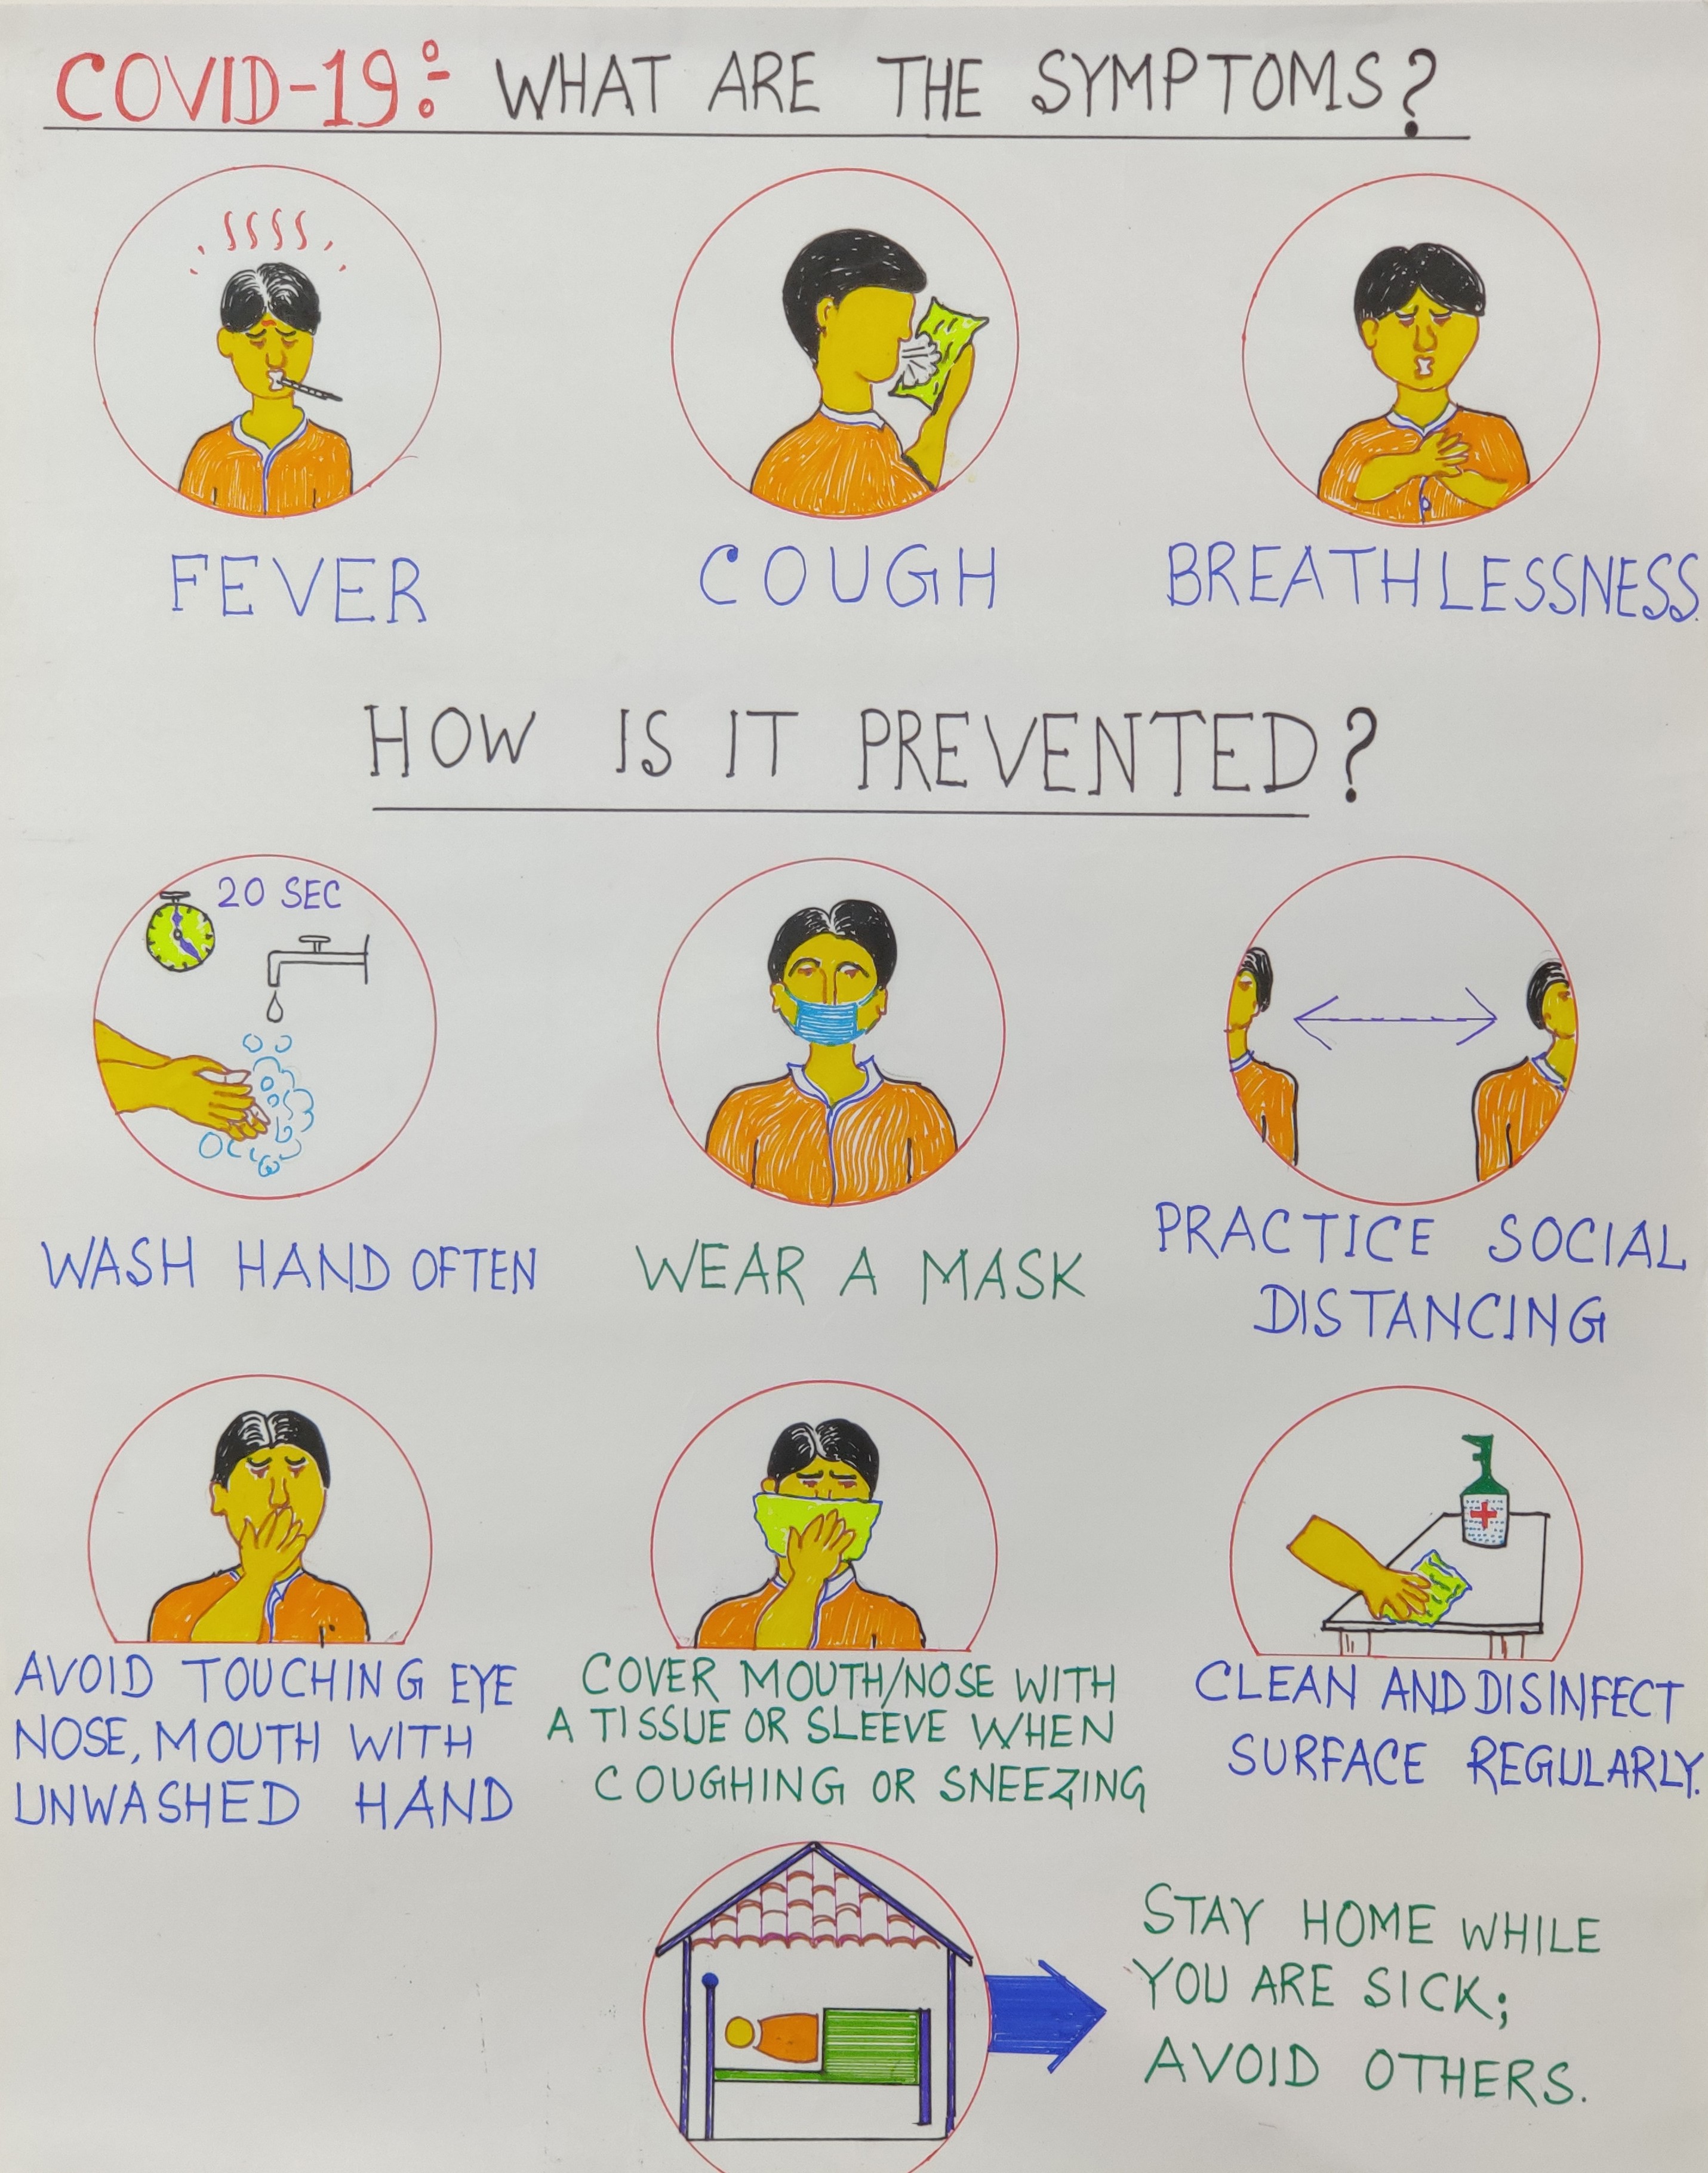 COVID-19: WHAT ARE THE SYMPTOMS?
FEVER
COUGH
BREATHLESSNESS.
HOW IS IT PREVENTED?
20 SEC
WASH HAND OFTEN
WEAR A MASK
PRACTICE SOCIAL
DISTANCING
AVOID TOUCHING EYE
NOSE, MOUTH WITH
UNWASHED HAND
COVER MOUTH/NOSE WITH
A TISSUE OR SLEEVE WHEN
COUGHING OR SNEEZING
CLEAN AND DISINFECT
SURFACE REGULARLY.
STAY HOME WHILE
YOU ARE SICK;
AVOID OTHERS.